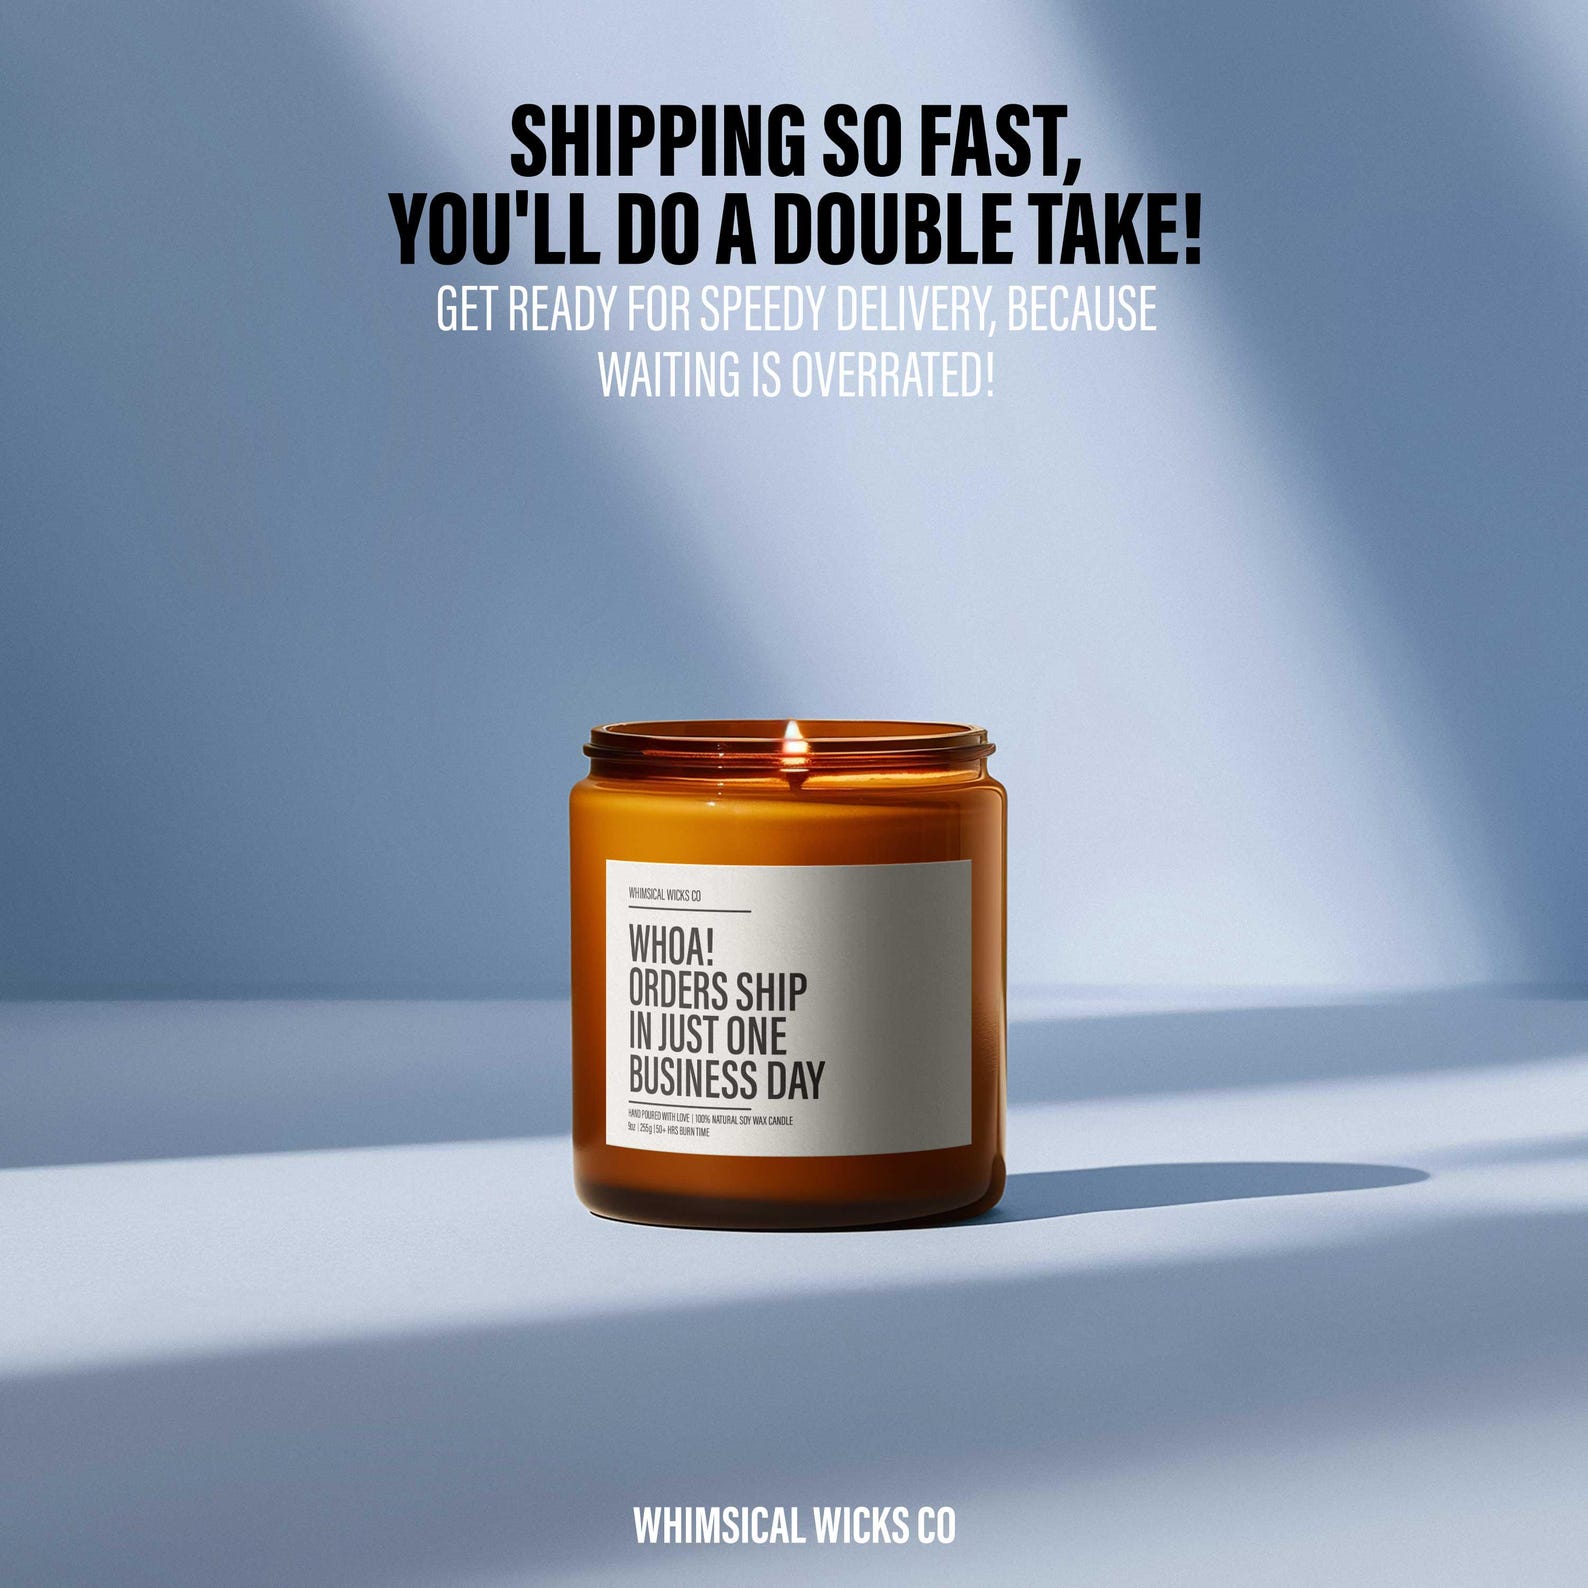 SHIPPING SO FAST,
YOU'LL DO A DOUBLE TAKE!
GET READY FOR SPEEDY DELIVERY, BECAUSE
WAITING IS OVERRATED!
WHIMSICAL WICKS CO
WHOA!
ORDERS SHIP
IN JUST ONE
BUSINESS DAY
HAND POURED WITH LOVE | 100% NATURAL SOY WAX CANDLE
9oz | 255g | 50+ HRS BURN TIME
WHIMSICAL WICKS CO